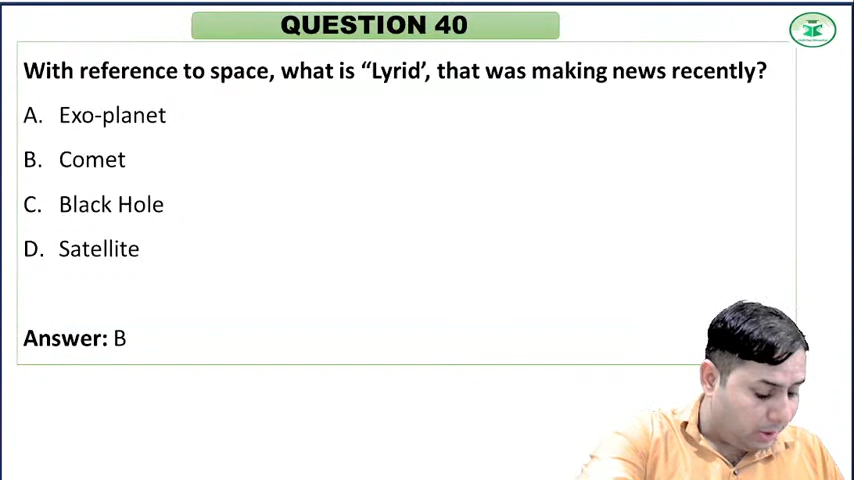 QUESTION 40
With reference to space, what is “Lyrid’, that was making news recently?
A. Exo-planet
B. Comet
C. Black Hole
D. Satellite
Answer: B